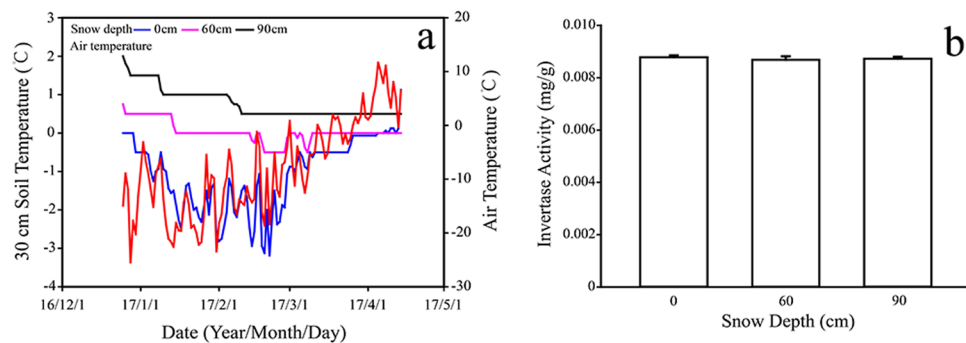 a
Snow depth 0cm 60cm 90cm
Air temperature
30 cm Soil Temperature (℃)
3
2
1
0
-1
-2
-3
-4
20
10
0
-10
-20
-30
Air Temperature (℃)
16/12/1 17/1/1 17/2/1 17/3/1 17/4/1 17/5/1
Date (Year/Month/Day)
b
Invertase Activity (mg/g)
0.010
0.008
0.006
0.004
0.002
0.000
0 60 90
Snow Depth (cm)